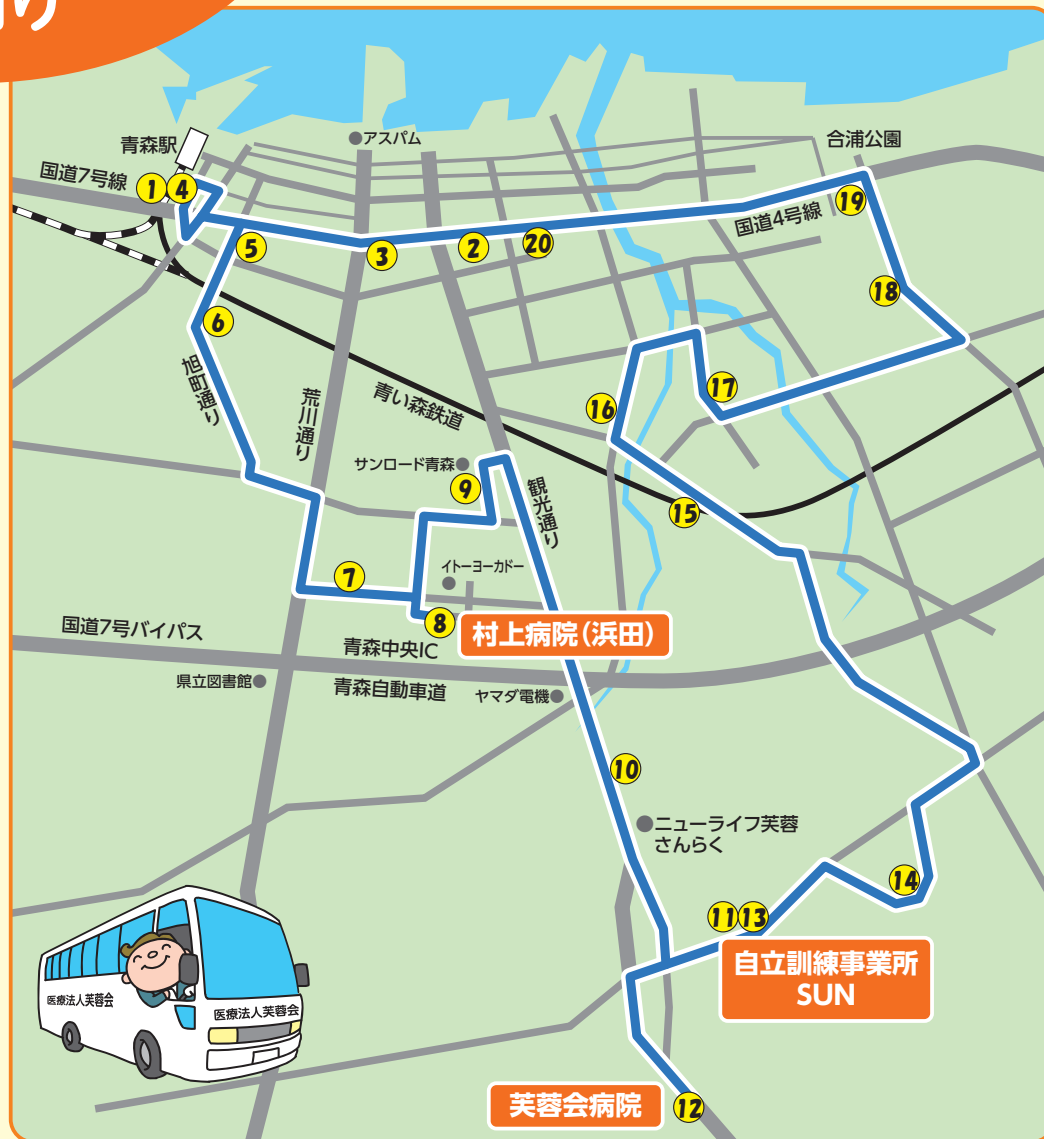 り
青森駅
アスパム
合浦公園
国道7号線
1
4
19
国道4号線
5
3
2
20
18
6
旭町通り
荒川通り
青い森鉄道
17
16
サンロード青森
9
観光通り
15
7
イトーヨーカドー
8
村上病院(浜田)
国道7号バイパス
青森中央IC
県立図書館
青森自動車道
ヤマダ電機
10
ニューライフ芙蓉
さんらく
14
11
13
自立訓練事業所
SUN
医療法人芙蓉会
医療法人芙蓉会
芙蓉会病院
12